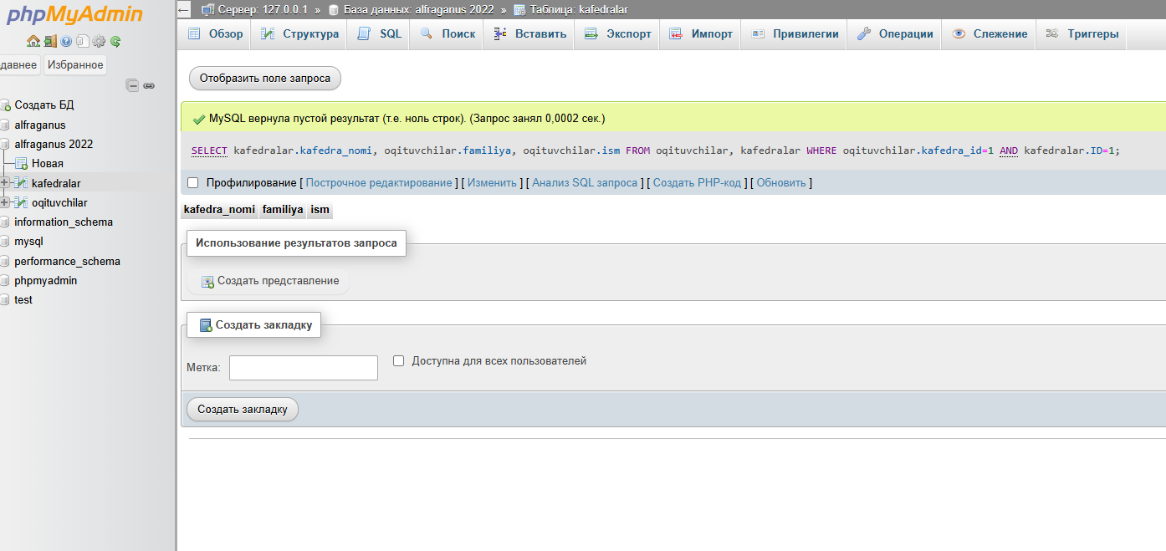 phpMyAdmin
давнее Избранное
Создать БД
alfraganus
alfraganus 2022
Новая
kafedralar
oqituvchilar
information_schema
mysql
performance_schema
phpmyadmin
test
Сервер: 127.0.0.1 » База данных: alfraganus 2022 » Таблица: kafedralar
Обзор Структура SQL Поиск Вставить Экспорт Импорт Привилегии Операции Слежение Триггеры
Отобразить поле запроса
MySQL вернула пустой результат (т.е. ноль строк). (Запрос занял 0,0002 сек.)
SELECT kafedralar.kafedra_nomi, oqituvchilar.familiya, oqituvchilar.ism FROM oqituvchilar, kafedralar WHERE oqituvchilar.kafedra_id=1 AND kafedralar.ID=1;
Профилирование [ Построчное редактирование ] [ Изменить ] [ Анализ SQL запроса ] [ Создать PHP-код ] [ Обновить ]
kafedra_nomi familiya ism
Использование результатов запроса
Создать представление
Создать закладку
Метка: Доступна для всех пользователей
Создать закладку